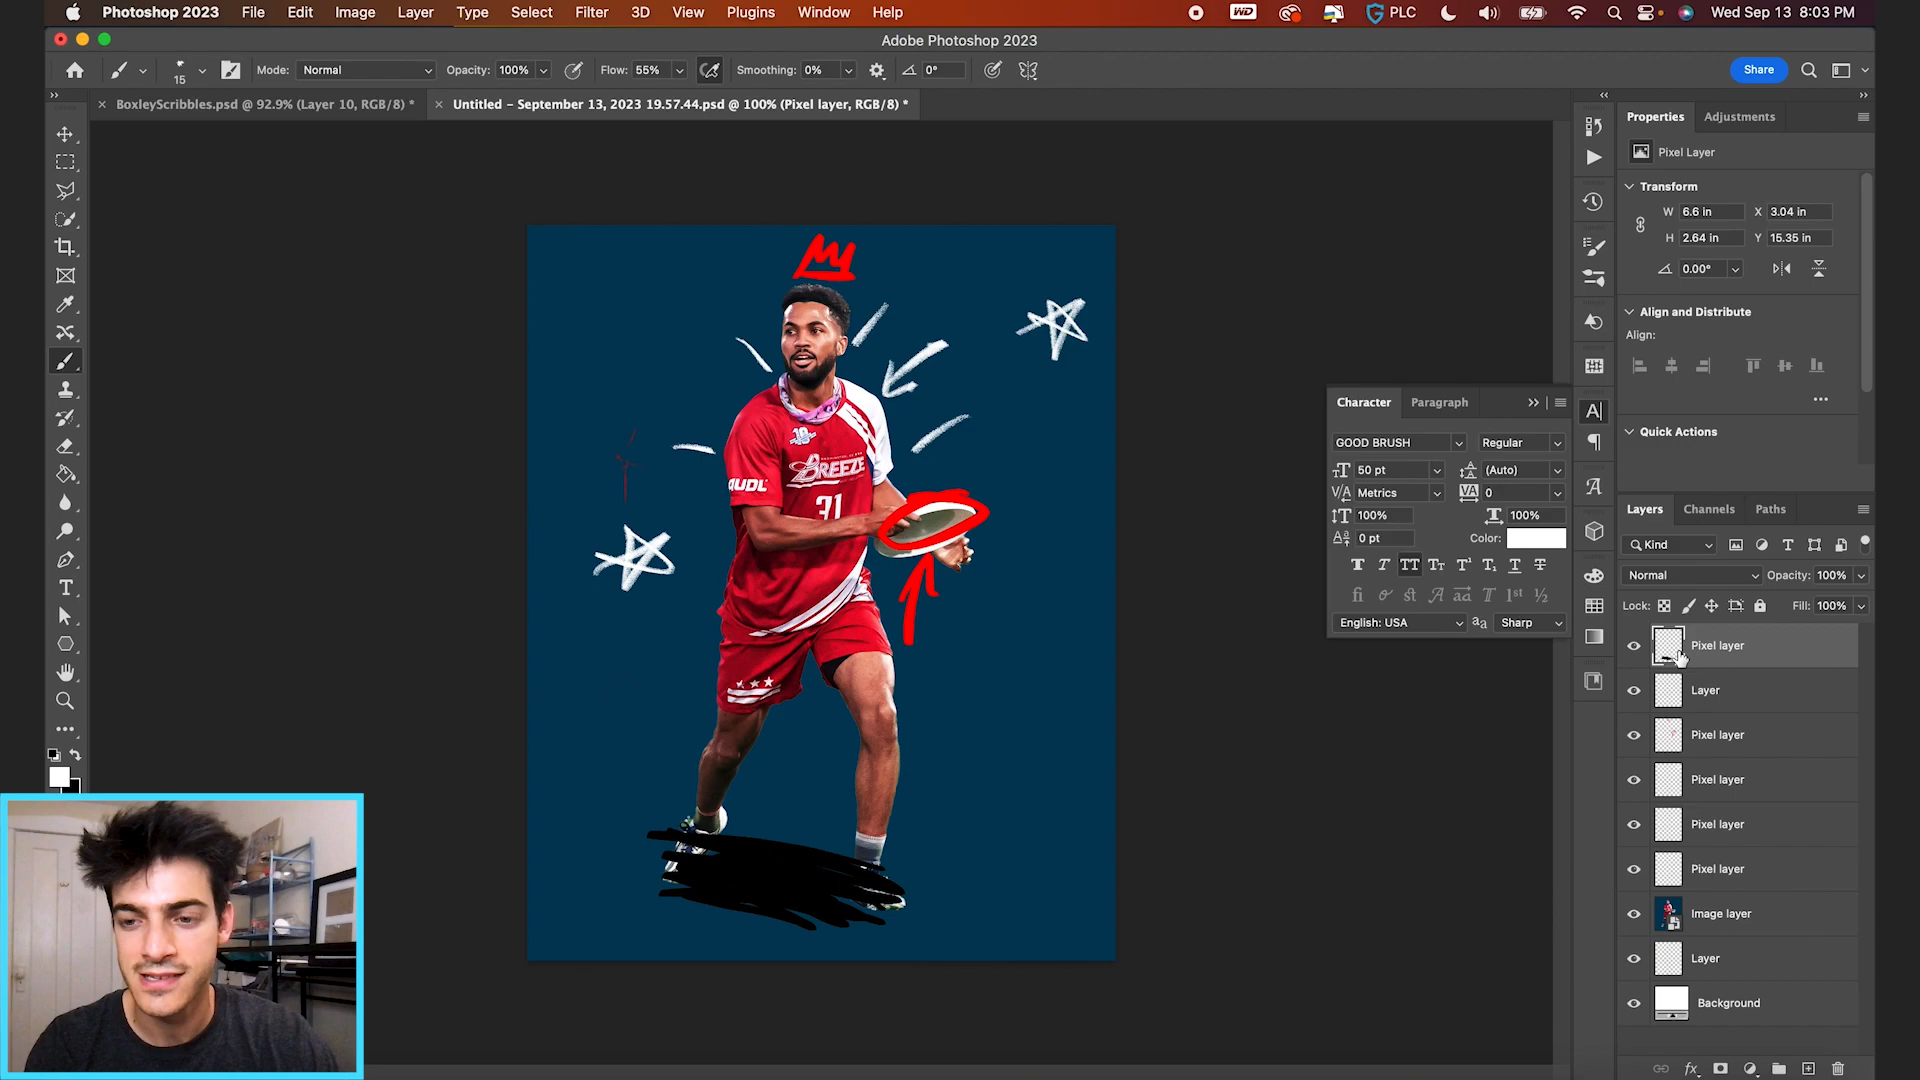 Photoshop 2023 File Edit Image Layer Type Select Filter 3D View Plugins Window Help WD PLC Wed Sep 13 8:03 PM
Adobe Photoshop 2023
15 Mode: Normal Opacity: 100% Flow: 55% Smoothing: 0% 0° Share
BoxleyScribbles.psd @ 92.9% (Layer 10, RGB/8) * Untitled – September 13, 2023 19.57.44.psd @ 100% (Pixel layer, RGB/8) *
Properties Adjustments
Pixel Layer
Transform
W 6.6 in X 3.04 in
H 2.64 in Y 15.35 in
0.00°
Align and Distribute
Align:
Quick Actions
Character Paragraph
GOOD BRUSH Regular
50 pt (Auto)
Metrics 0
100% 100%
0 pt Color:
English: USA Sharp
Layers Channels Paths
Kind
Normal Opacity: 100%
Lock: Fill: 100%
Pixel layer
Layer
Pixel layer
Pixel layer
Pixel layer
Pixel layer
Image layer
Layer
Background
10
BREEZE
AUDL
31